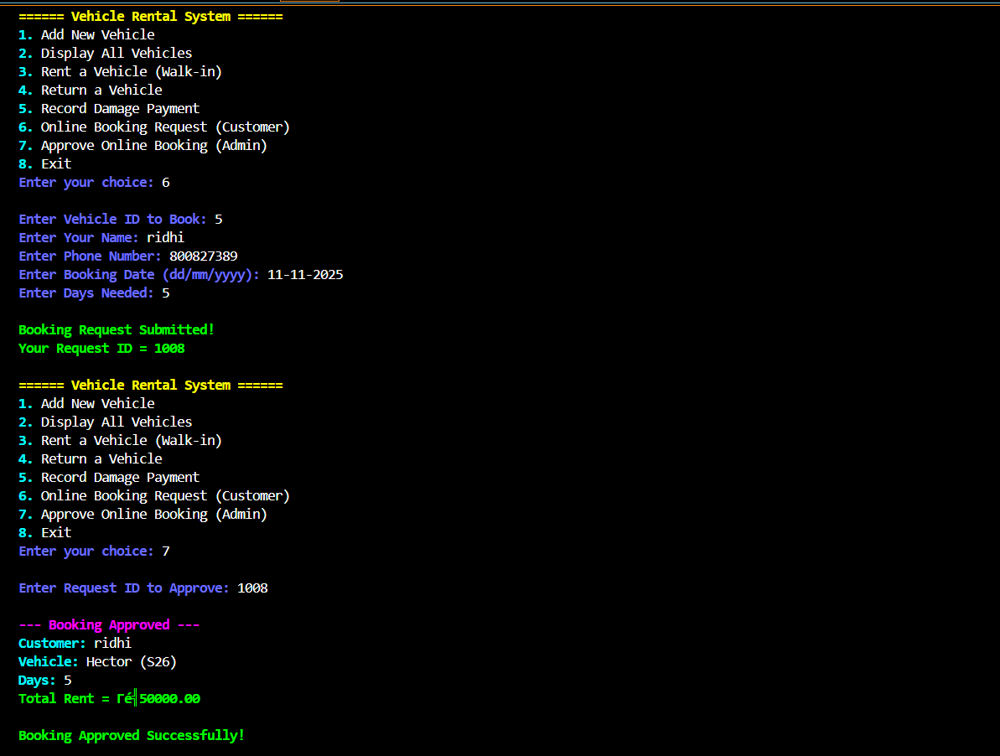 ====== Vehicle Rental System ======
1. Add New Vehicle
2. Display All Vehicles
3. Rent a Vehicle (Walk-in)
4. Return a Vehicle
5. Record Damage Payment
6. Online Booking Request (Customer)
7. Approve Online Booking (Admin)
8. Exit
Enter your choice: 6
Enter Vehicle ID to Book: 5
Enter Your Name: ridhi
Enter Phone Number: 800827389
Enter Booking Date (dd/mm/yyyy): 11-11-2025
Enter Days Needed: 5
Booking Request Submitted!
Your Request ID = 1008
====== Vehicle Rental System ======
1. Add New Vehicle
2. Display All Vehicles
3. Rent a Vehicle (Walk-in)
4. Return a Vehicle
5. Record Damage Payment
6. Online Booking Request (Customer)
7. Approve Online Booking (Admin)
8. Exit
Enter your choice: 7
Enter Request ID to Approve: 1008
--- Booking Approved ---
Customer: ridhi
Vehicle: Hector (S26)
Days: 5
Total Rent = Γé╣50000.00
Booking Approved Successfully!